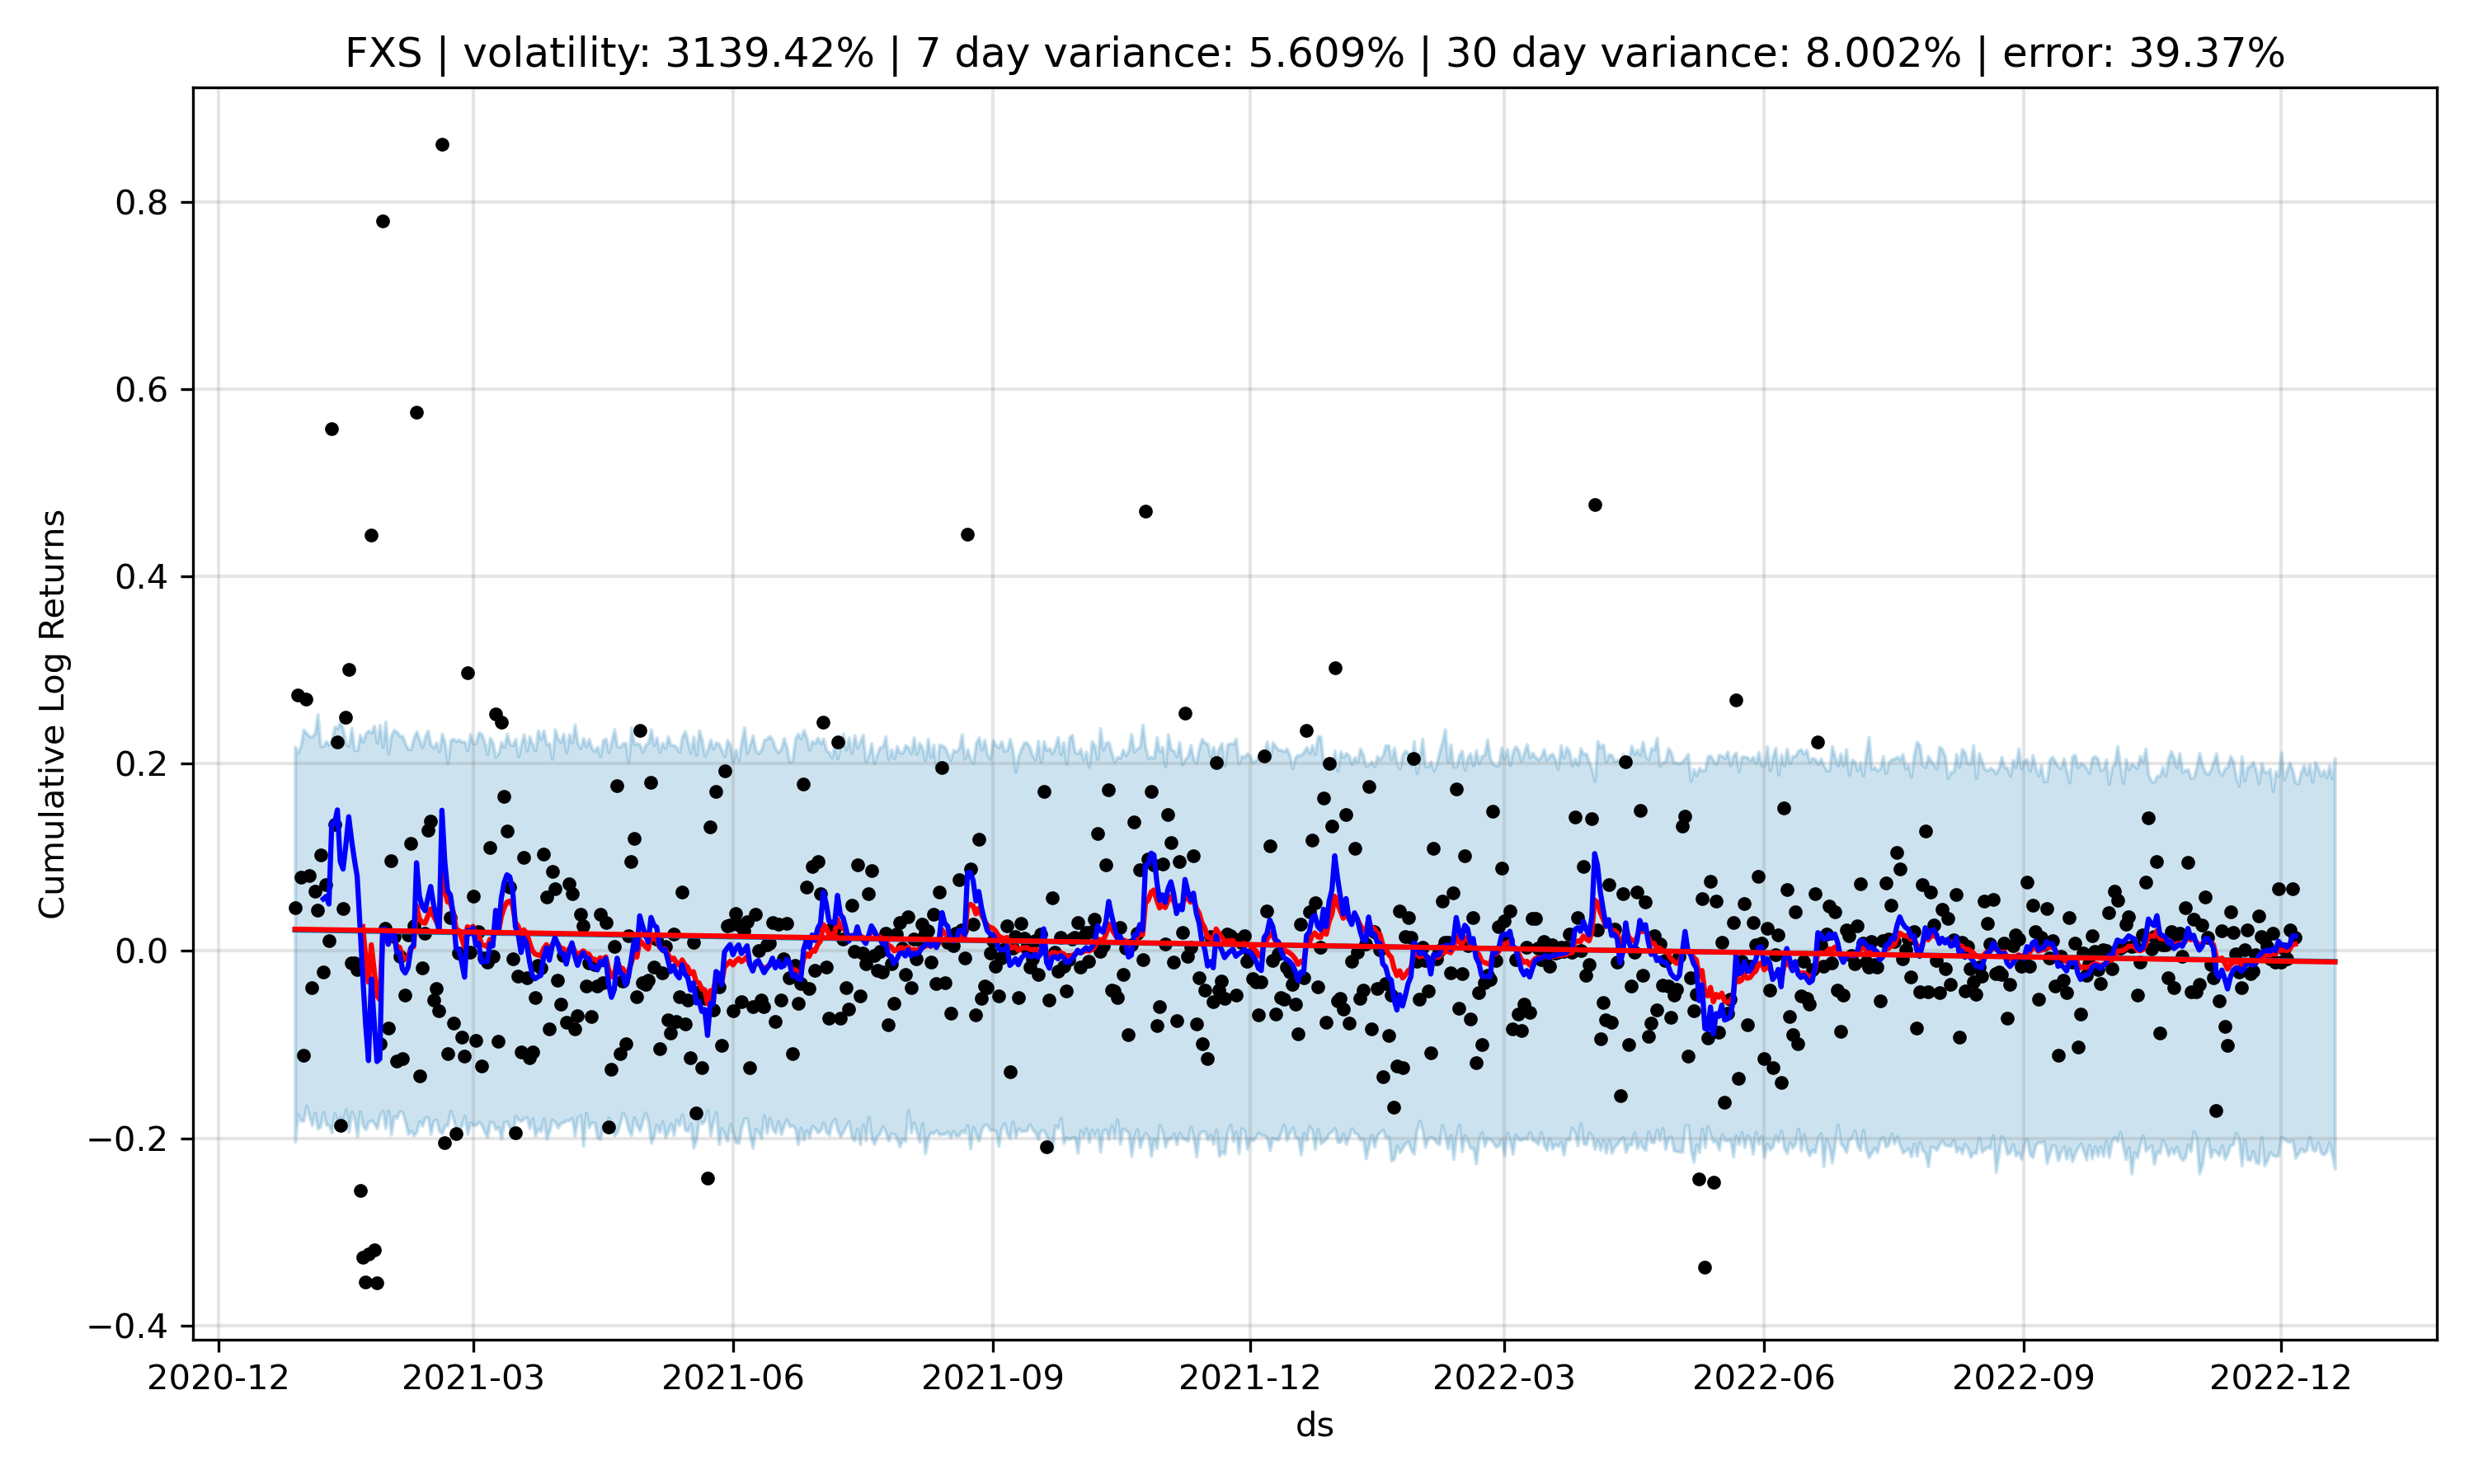 FXS | volatility: 3139.42% | 7 day variance: 5.609% | 30 day variance: 8.002% | error: 39.37%
Cumulative Log Returns
0.8
0.6
0.4
0.2
0.0
−0.2
−0.4
2020-12 2021-03 2021-06 2021-09 2021-12 2022-03 2022-06 2022-09 2022-12
ds